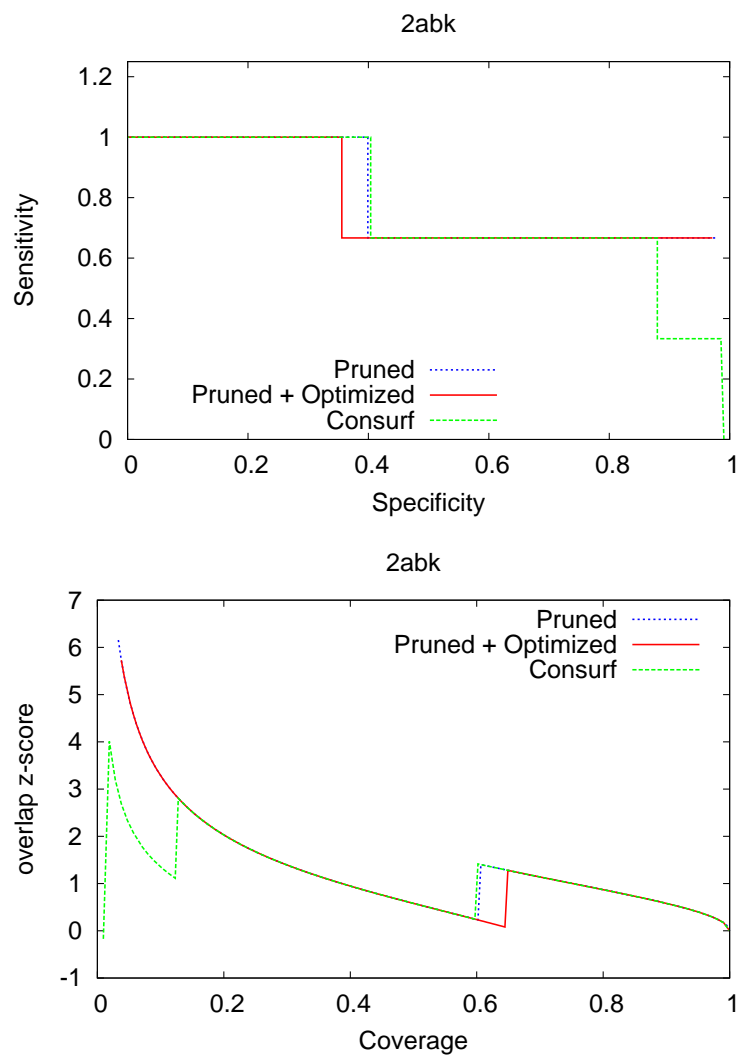 2abk
1.2
1
0.8
0.6
0.4
0.2
0
Sensitivity
Pruned
Pruned + Optimized
Consurf
0 0.2 0.4 0.6 0.8 1
Specificity
2abk
7
6
5
4
3
2
1
0
-1
overlap z-score
Pruned
Pruned + Optimized
Consurf
0 0.2 0.4 0.6 0.8 1
Coverage